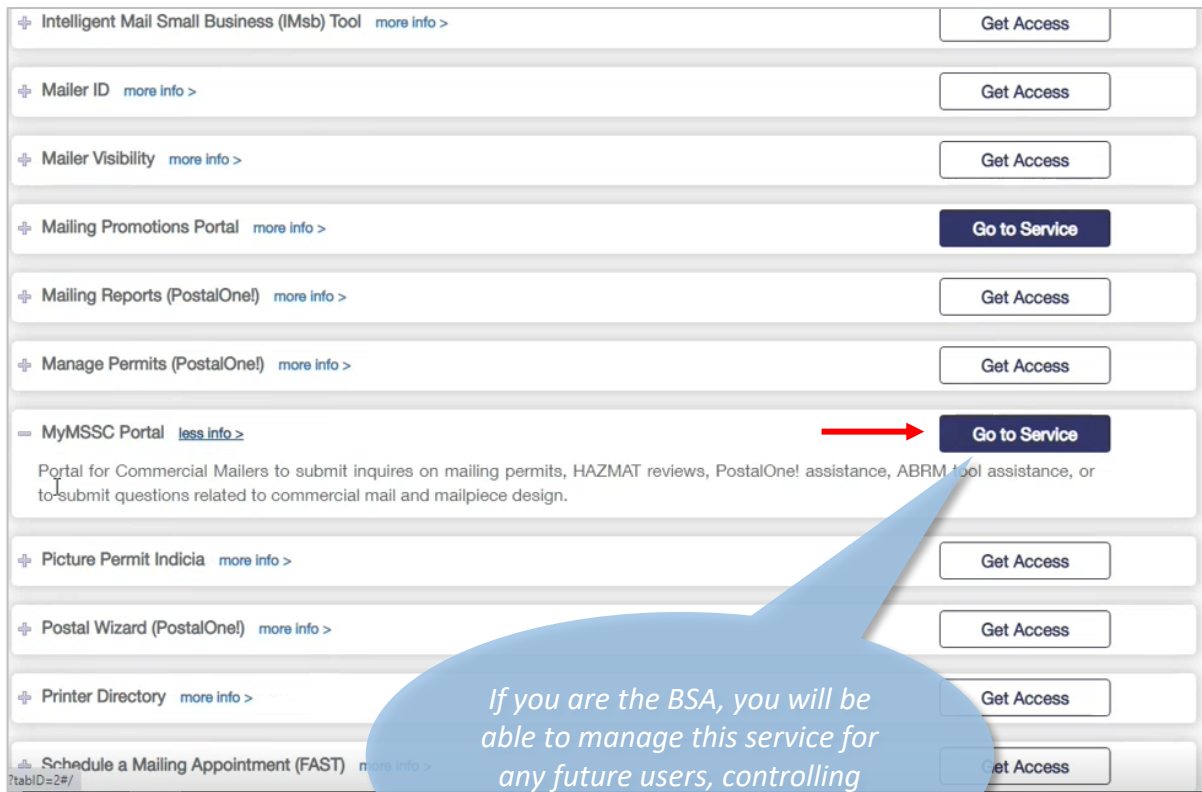 Intelligent Mail Small Business (IMsb) Tool more info > Get Access
Mailer ID more info > Get Access
Mailer Visibility more info > Get Access
Mailing Promotions Portal more info > Go to Service
Mailing Reports (PostalOne!) more info > Get Access
Manage Permits (PostalOne!) more info > Get Access
MyMSSC Portal less info > Go to Service
Portal for Commercial Mailers to submit inquires on mailing permits, HAZMAT reviews, PostalOne! assistance, ABRM tool assistance, or
to submit questions related to commercial mail and mailpiece design.
Picture Permit Indicia more info > Get Access
Postal Wizard (PostalOne!) more info > Get Access
Printer Directory more info > Get Access
Schedule a Mailing Appointment (FAST) more info > Get Access
If you are the BSA, you will be
able to manage this service for
any future users, controlling
?tabID=2#/